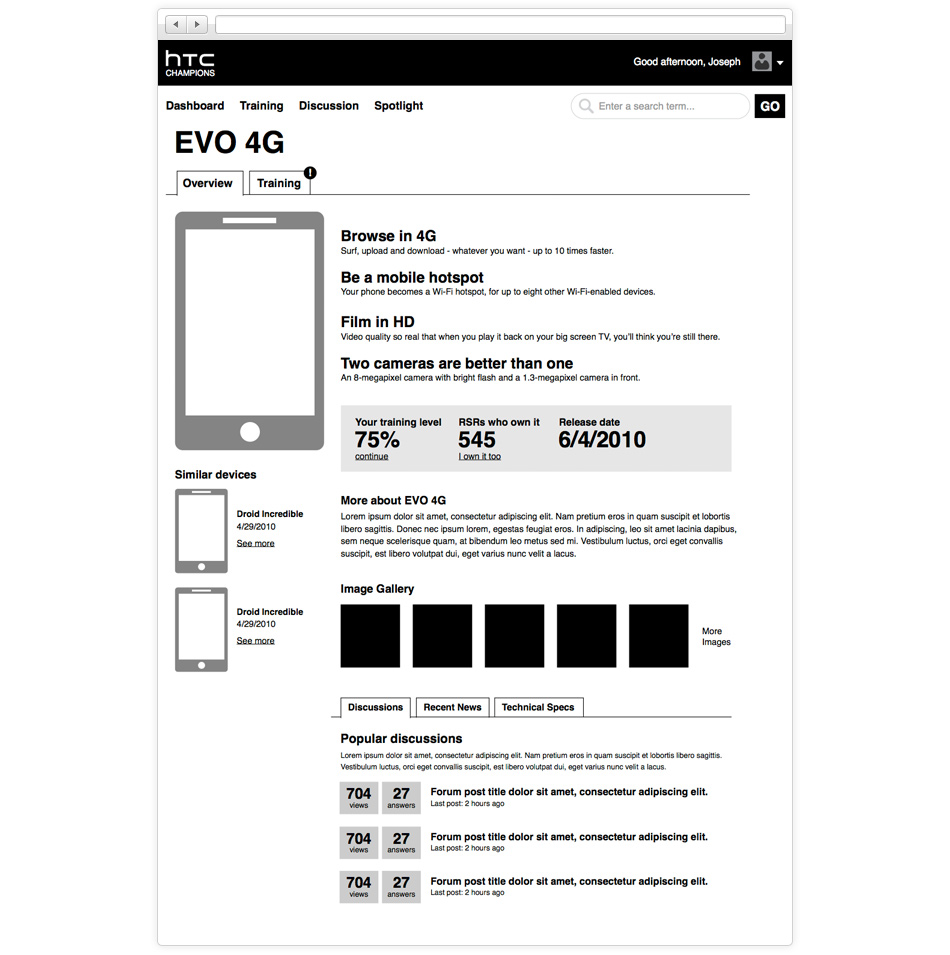 hTC
CHAMPIONS
Good afternoon, Joseph
Dashboard Training Discussion Spotlight
Enter a search term...
GO
EVO 4G
Overview
Training
!
Browse in 4G
Surf, upload and download - whatever you want - up to 10 times faster.
Be a mobile hotspot
Your phone becomes a Wi-Fi hotspot, for up to eight other Wi-Fi-enabled devices.
Film in HD
Video quality so real that when you play it back on your big screen TV, you'll think you're still there.
Two cameras are better than one
An 8-megapixel camera with bright flash and a 1.3-megapixel camera in front.
Your training level
75%
continue
RSRs who own it
545
I own it too
Release date
6/4/2010
Similar devices
Droid Incredible
4/29/2010
See more
Droid Incredible
4/29/2010
See more
More about EVO 4G
Lorem ipsum dolor sit amet, consectetur adipiscing elit. Nam pretium eros in quam suscipit et lobortis
libero sagittis. Donec nec ipsum lorem, egestas feugiat eros. In adipiscing, leo sit amet lacinia dapibus,
sem neque scelerisque quam, at bibendum leo metus sed mi. Vestibulum luctus, orci eget convallis
suscipit, est libero volutpat dui, eget varius nunc velit a lacus.
Image Gallery
More
Images
Discussions
Recent News
Technical Specs
Popular discussions
Lorem ipsum dolor sit amet, consectetur adipiscing elit. Nam pretium eros in quam suscipit et lobortis libero sagittis.
Vestibulum luctus, orci eget convallis suscipit, est libero volutpat dui, eget varius nunc velit a lacus.
704
views
27
answers
Forum post title dolor sit amet, consectetur adipiscing elit.
Last post: 2 hours ago
704
views
27
answers
Forum post title dolor sit amet, consectetur adipiscing elit.
Last post: 2 hours ago
704
views
27
answers
Forum post title dolor sit amet, consectetur adipiscing elit.
Last post: 2 hours ago